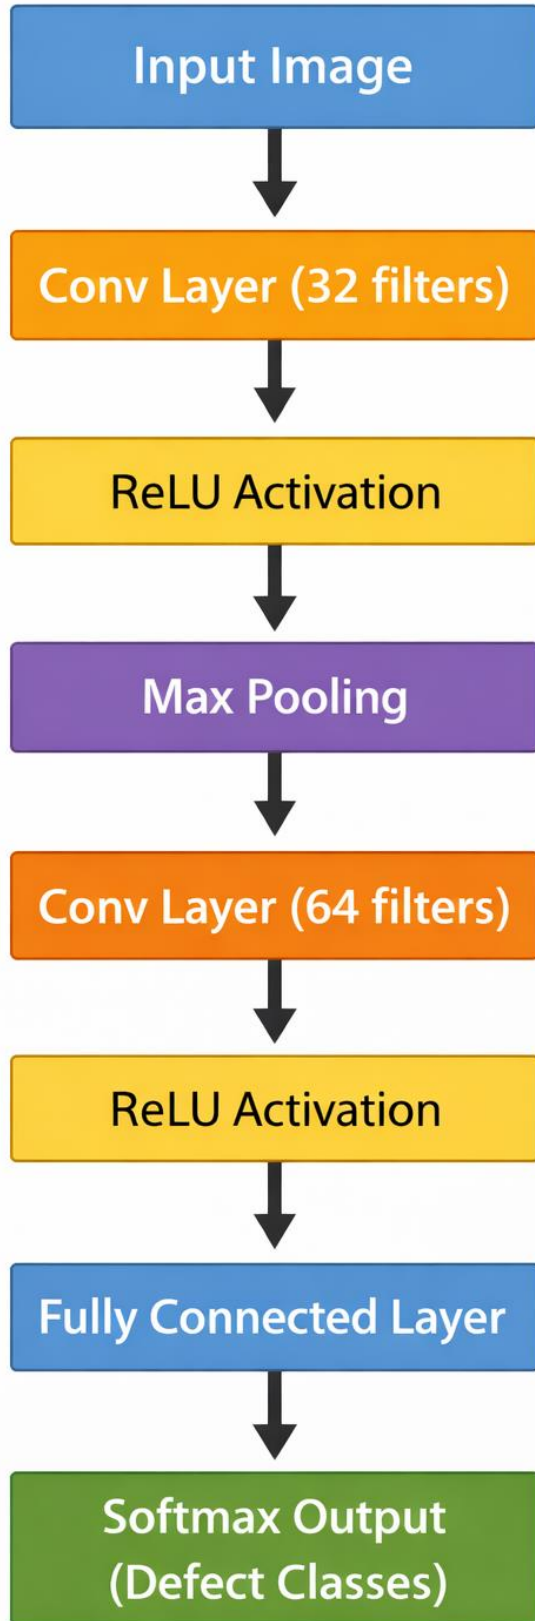 Input Image
Conv Layer (32 filters)
ReLU Activation
Max Pooling
Conv Layer (64 filters)
ReLU Activation
Fully Connected Layer
Softmax Output
(Defect Classes)